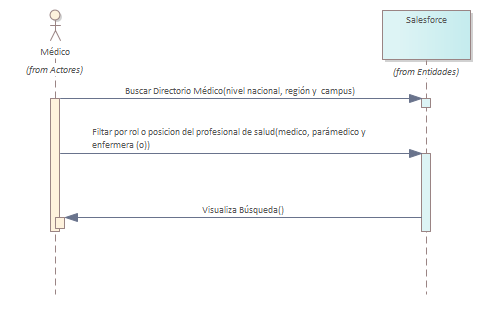 Salesforce
Médico
(from Actores)
(from Entidades)
Buscar Directorio Médico(nivel nacional, región y campus)
Filtar por rol o posicion del profesional de salud(medico, parámedico y
enfermera (o))
Visualiza Búsqueda()